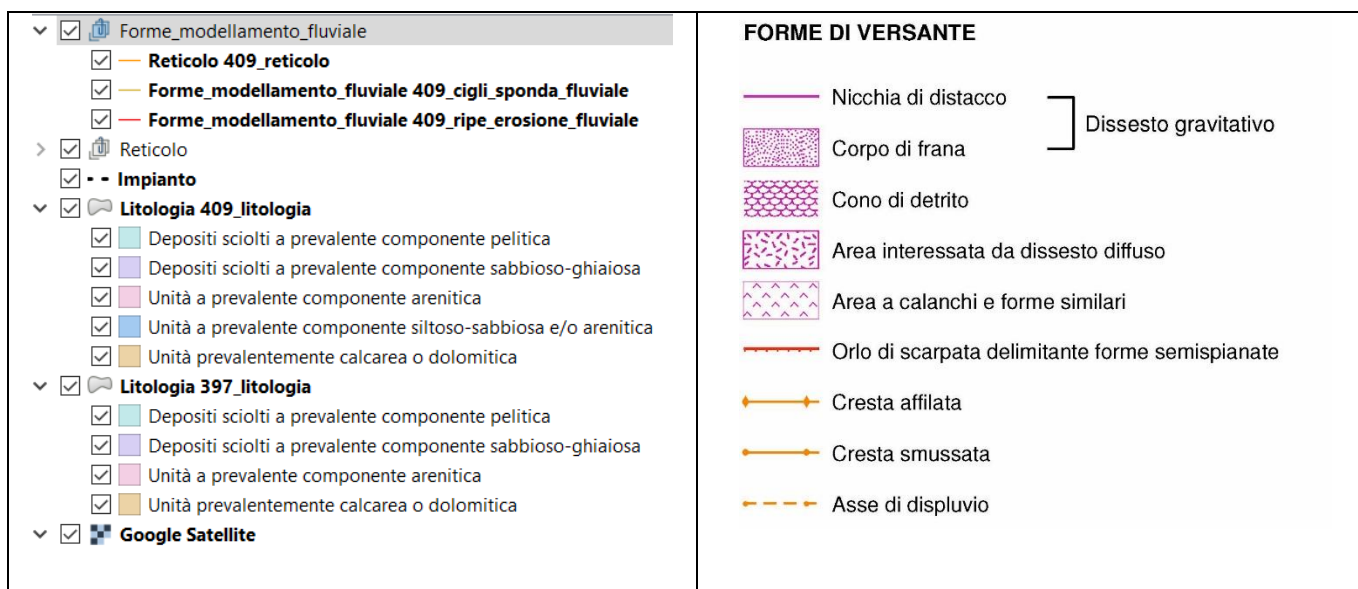 Forme_modellamento_fluviale
Reticolo 409_reticolo
Forme_modellamento_fluviale 409_cigli_sponda_fluviale
Forme_modellamento_fluviale 409_ripe_erosione_fluviale
Reticolo
Impianto
Litologia 409_litologia
Depositi sciolti a prevalente componente pelitica
Depositi sciolti a prevalente componente sabbioso-ghiaiosa
Unità a prevalente componente arenitica
Unità a prevalente componente siltoso-sabbiosa e/o arenitica
Unità prevalentemente calcarea o dolomitica
Litologia 397_litologia
Depositi sciolti a prevalente componente pelitica
Depositi sciolti a prevalente componente sabbioso-ghiaiosa
Unità a prevalente componente arenitica
Unità prevalentemente calcarea o dolomitica
Google Satellite
FORME DI VERSANTE
Nicchia di distacco
Corpo di frana
Dissesto gravitativo
Cono di detrito
Area interessata da dissesto diffuso
Area a calanchi e forme similari
Orlo di scarpata delimitante forme semispianate
Cresta affilata
Cresta smussata
Asse di displuvio